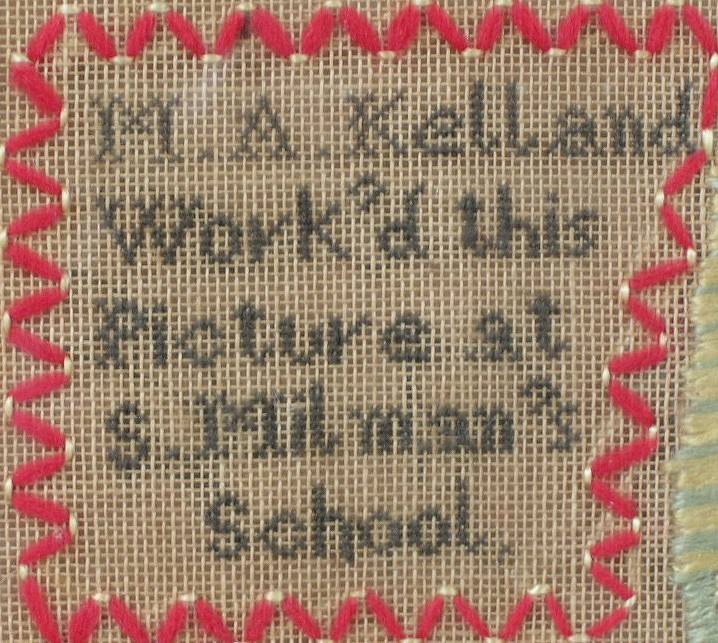 M.A.Kelland
Work'd this
Picture at
S.Milman's
School.